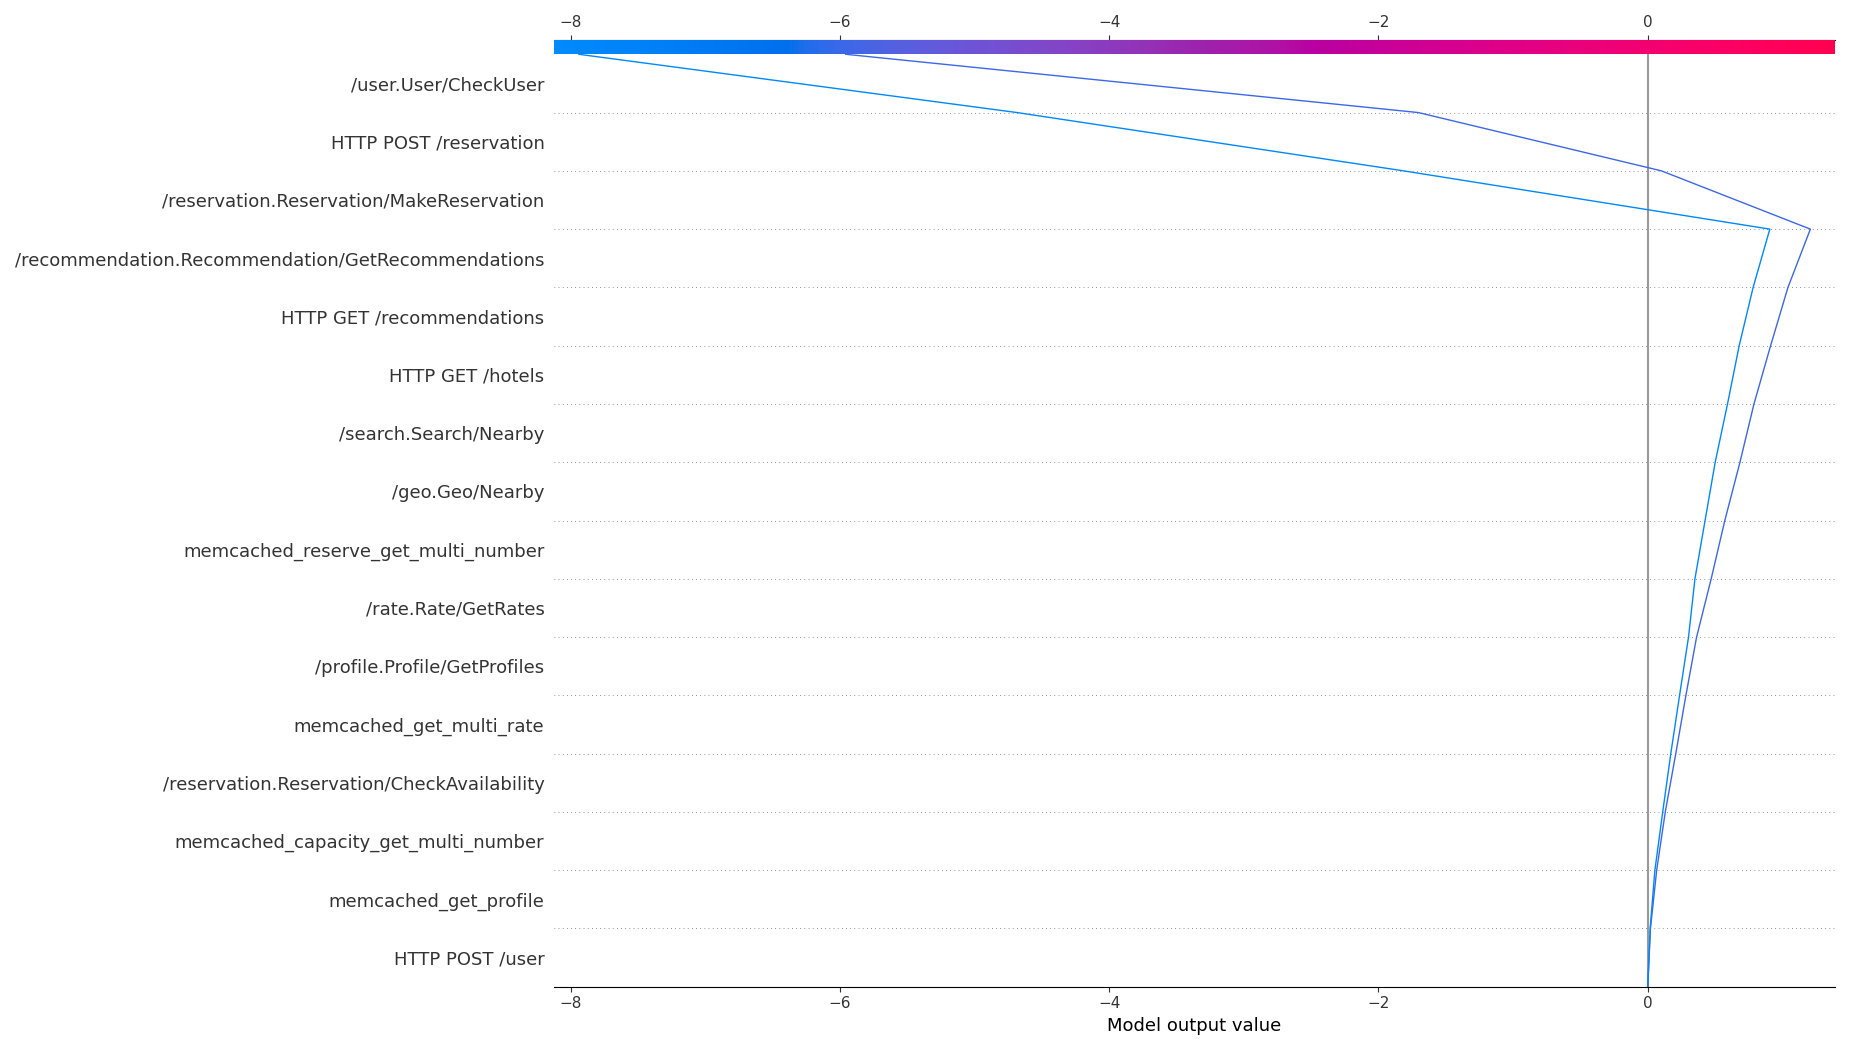 −8 −6 −4 −2 0
/user.User/CheckUser
HTTP POST /reservation
/reservation.Reservation/MakeReservation
/recommendation.Recommendation/GetRecommendations
HTTP GET /recommendations
HTTP GET /hotels
/search.Search/Nearby
/geo.Geo/Nearby
memcached_reserve_get_multi_number
/rate.Rate/GetRates
/profile.Profile/GetProfiles
memcached_get_multi_rate
/reservation.Reservation/CheckAvailability
memcached_capacity_get_multi_number
memcached_get_profile
HTTP POST /user
−8 −6 −4 −2 0
Model output value